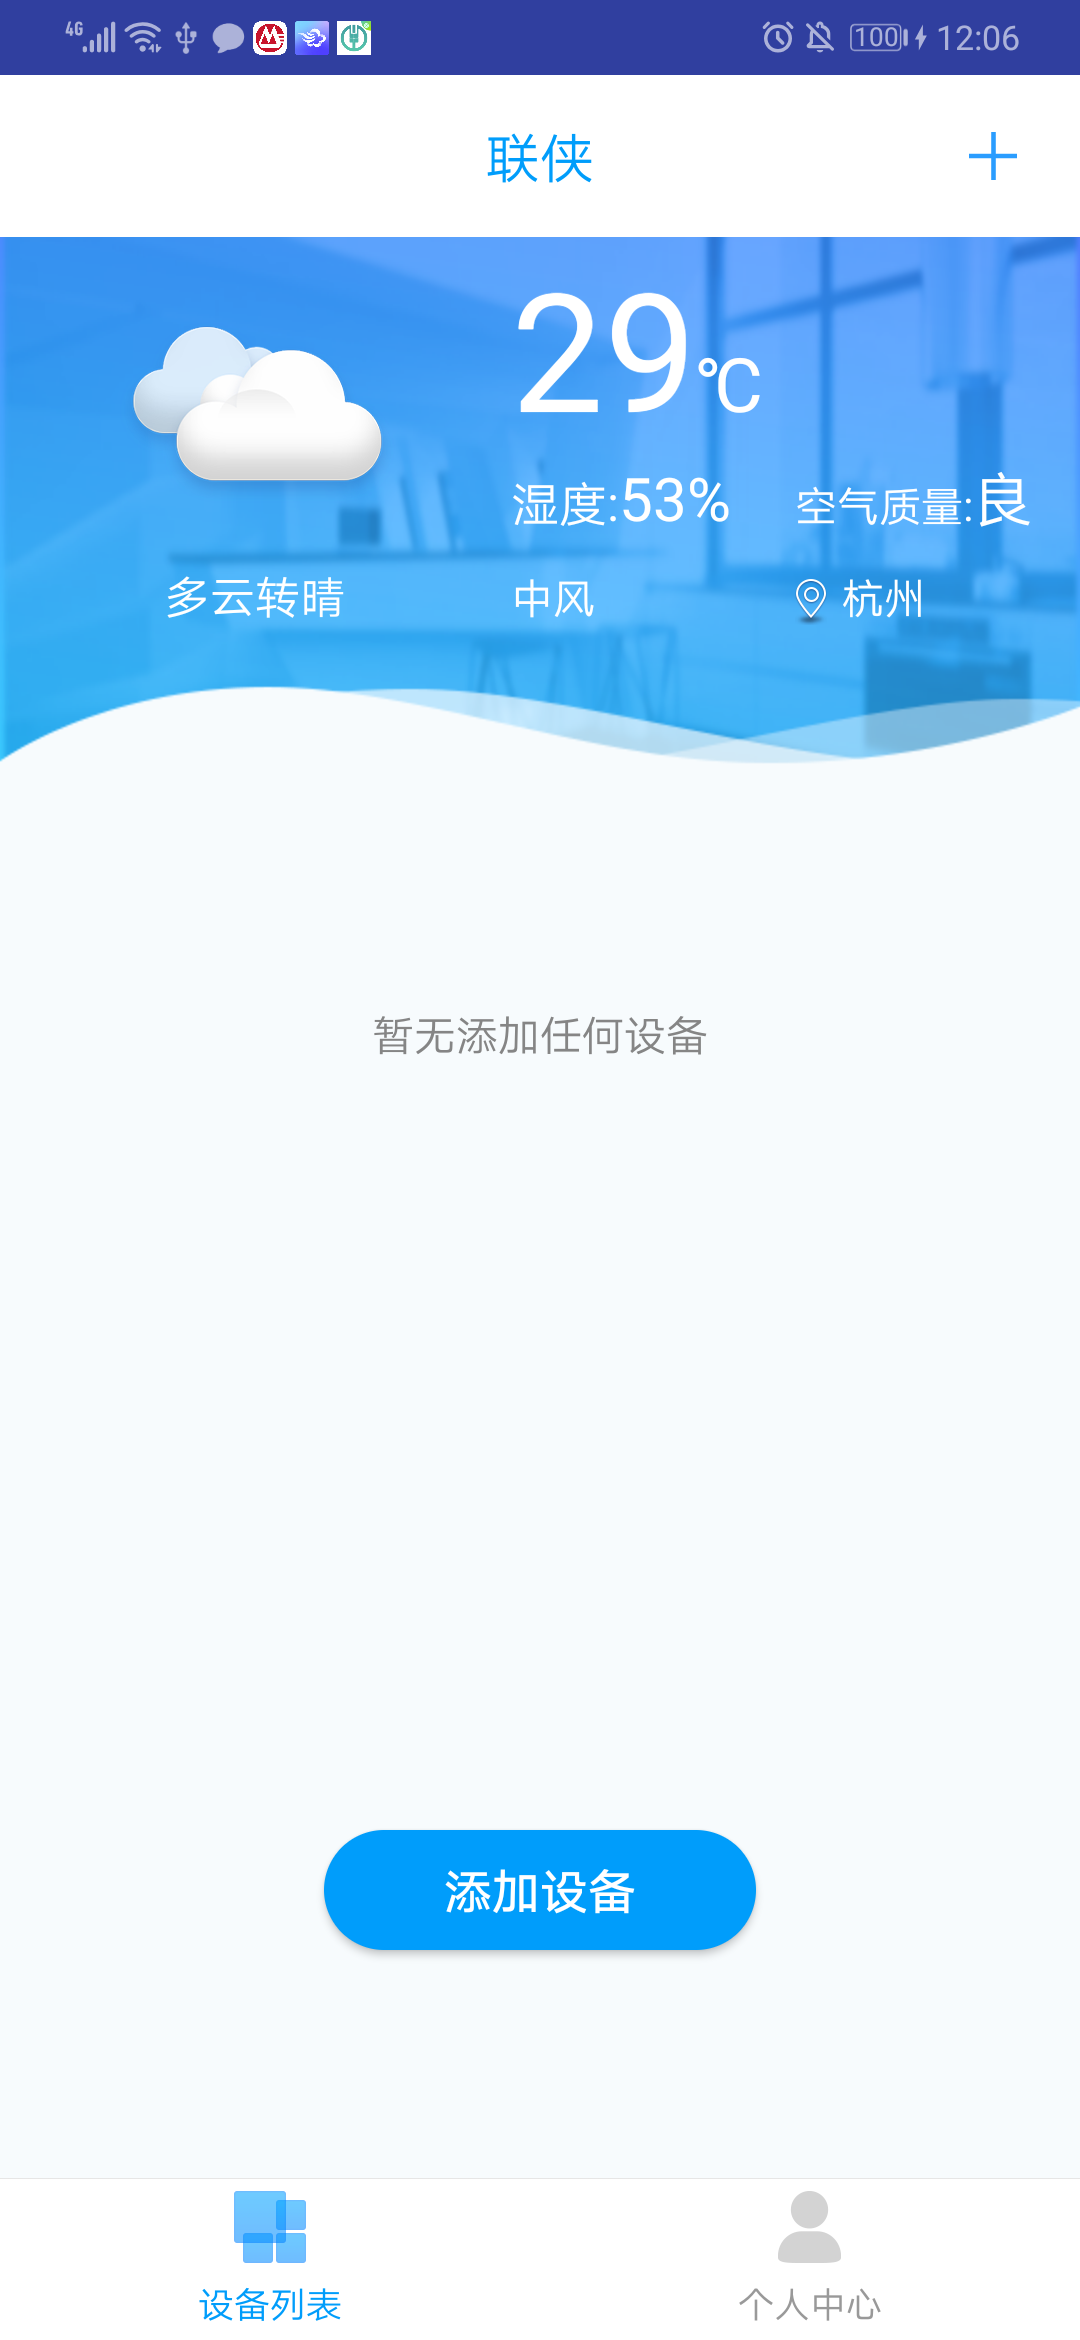 4G 100 12:06
联侠
29℃
湿度:53% 空气质量:良
多云转晴 中风 杭州
暂无添加任何设备
添加设备
设备列表 个人中心